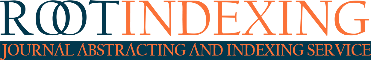 ROOTINDEXING
JOURNAL ABSTRACTING AND INDEXING SERVICE